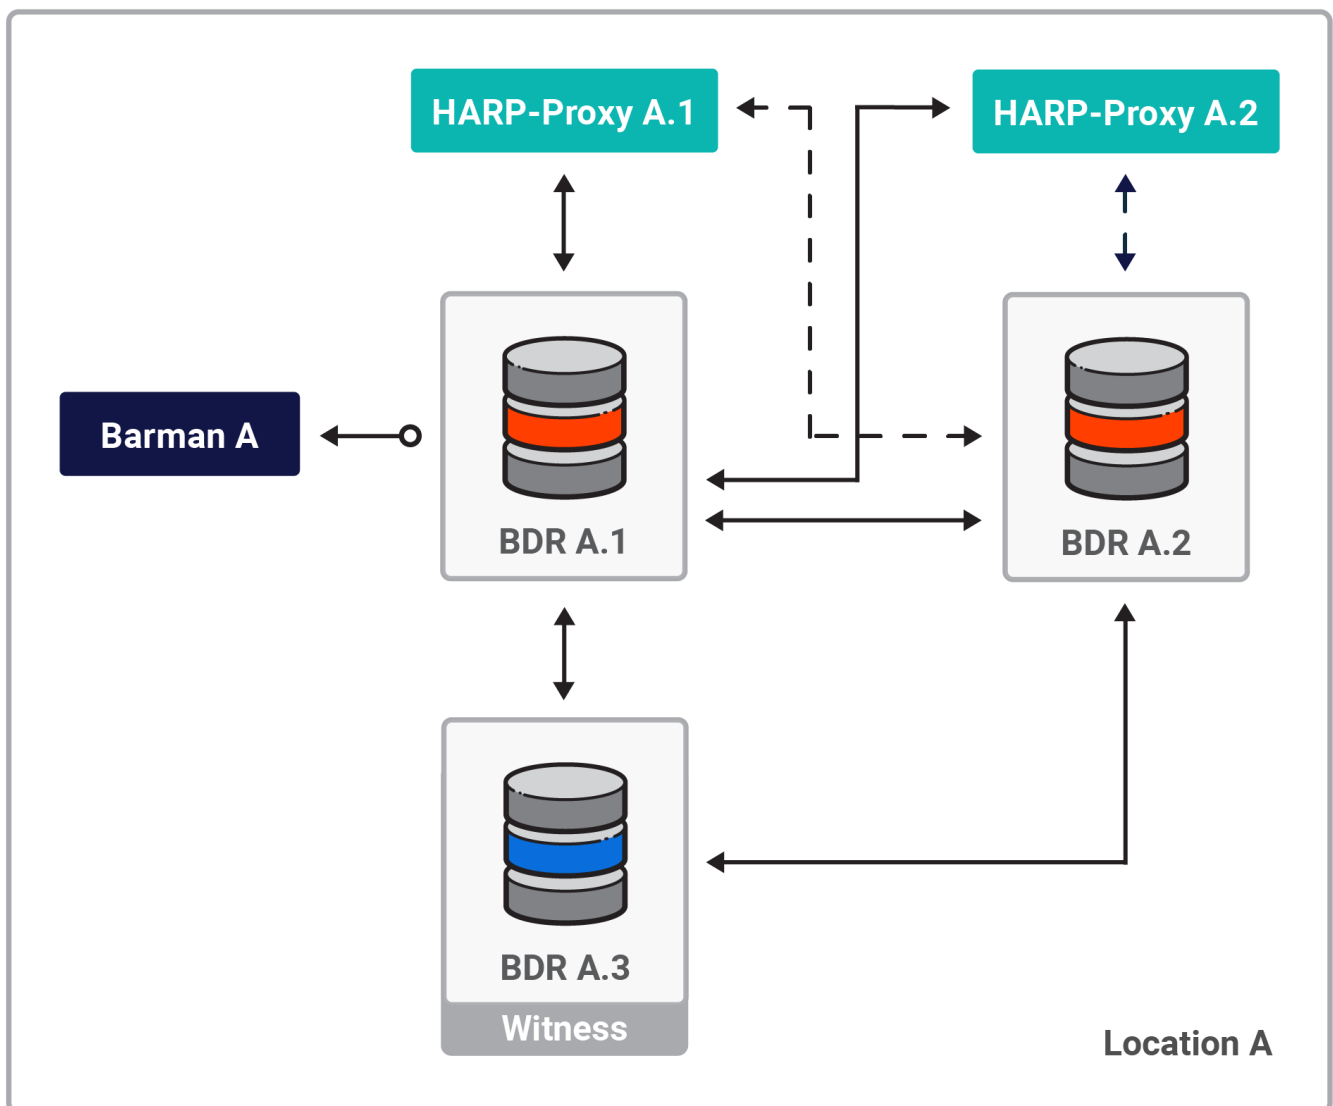 HARP-Proxy A.1
HARP-Proxy A.2
Barman A
BDR A.1
BDR A.2
BDR A.3
Witness
Location A